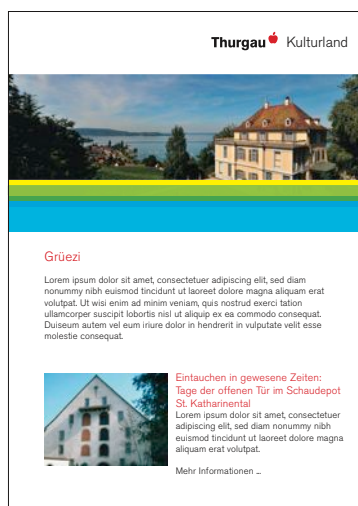 Thurgau Kulturland
Grüezi
Lorem ipsum dolor sit amet, consectetuer adipiscing elit, sed diam
nonummy nibh euismod tincidunt ut laoreet dolore magna aliquam erat
volutpat. Ut wisi enim ad minim veniam, quis nostrud exerci tation
ullamcorper suscipit lobortis nisl ut aliquip ex ea commodo consequat.
Duiseum autem vel eum iriure dolor in hendrerit in vulputate velit esse
molestie consequat.
Eintauchen in gewesene Zeiten:
Tage der offenen Tür im Schaudepot
St. Katharinental
Lorem ipsum dolor sit amet, consectetuer
adipiscing elit, sed diam nonummy nibh
euismod tincidunt ut laoreet dolore magna
aliquam erat volutpat.
Mehr Informationen ...